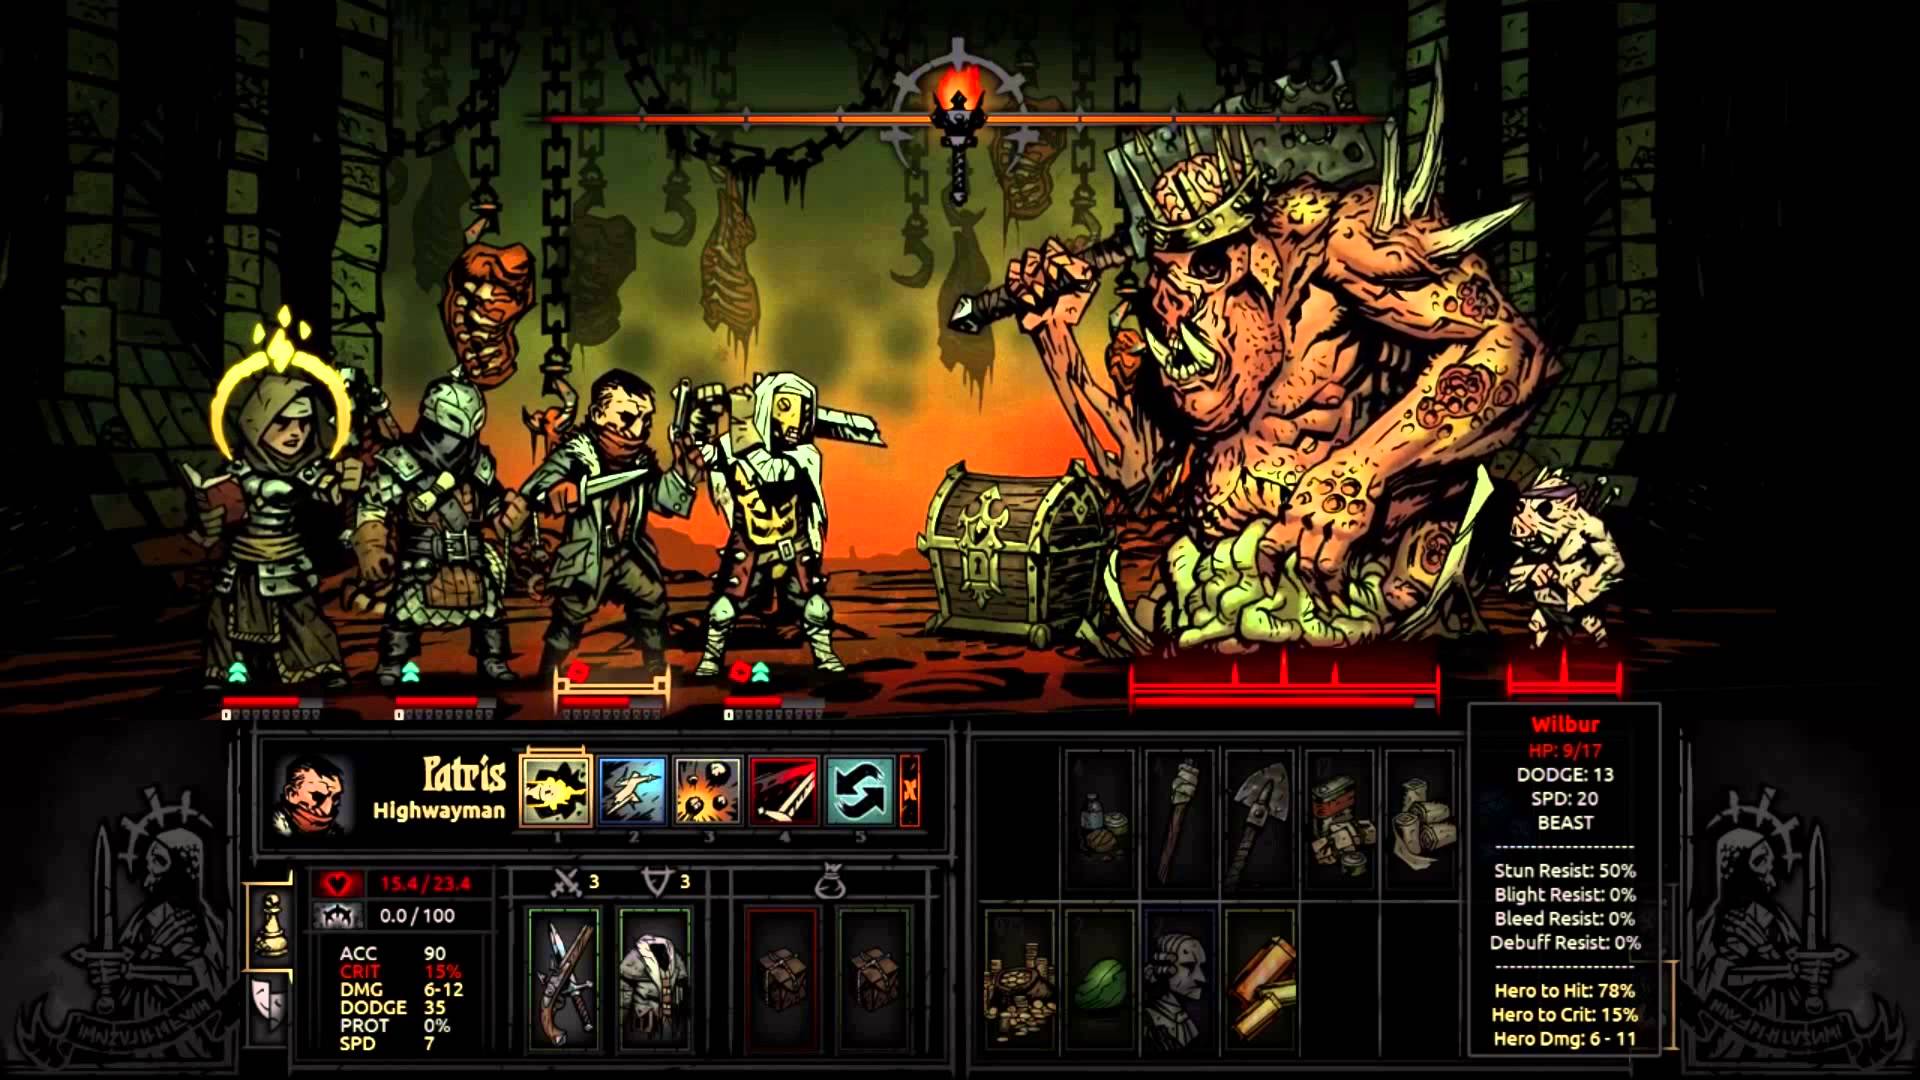 Patris
Highwayman
1 2 3 4 5
15.4 / 23.4
0.0 / 100
3 3
ACC 90
CRIT 15%
DMG 6-12
DODGE 35
PROT 0%
SPD 7
Wilbur
HP: 9/17
DODGE: 13
SPD: 20
BEAST
Stun Resist: 50%
Blight Resist: 0%
Bleed Resist: 0%
Debuff Resist: 0%
Hero to Hit: 78%
Hero to Crit: 15%
Hero Dmg: 6 - 11